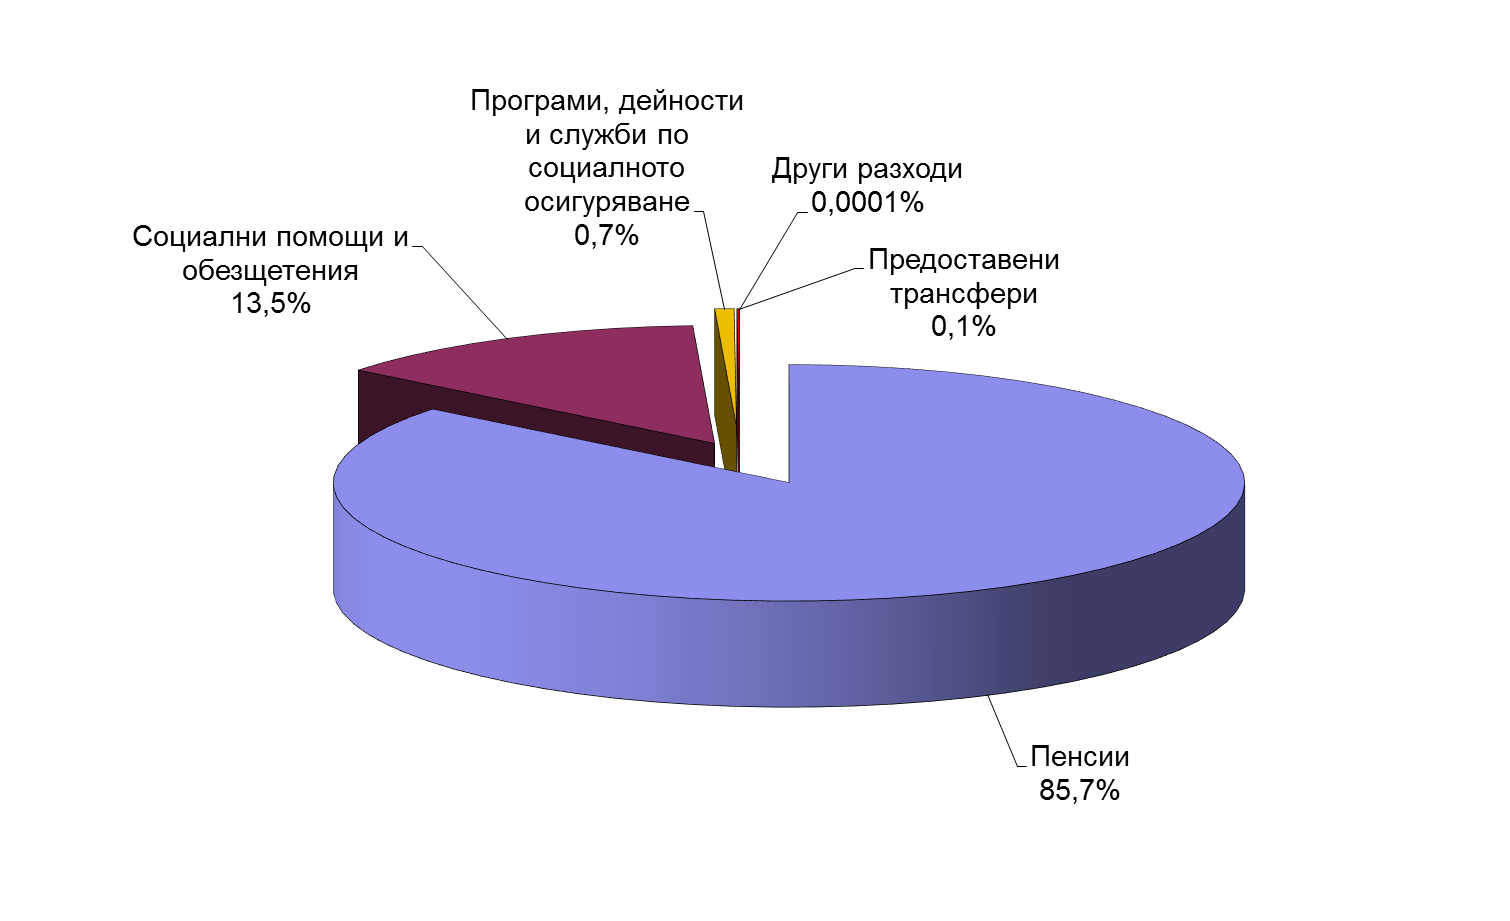 Програми, дейности
и служби по
социалното
осигуряване
0,7%
Други разходи
0,0001%
Социални помощи и
обезщетения
13,5%
Предоставени
трансфери
0,1%
Пенсии
85,7%